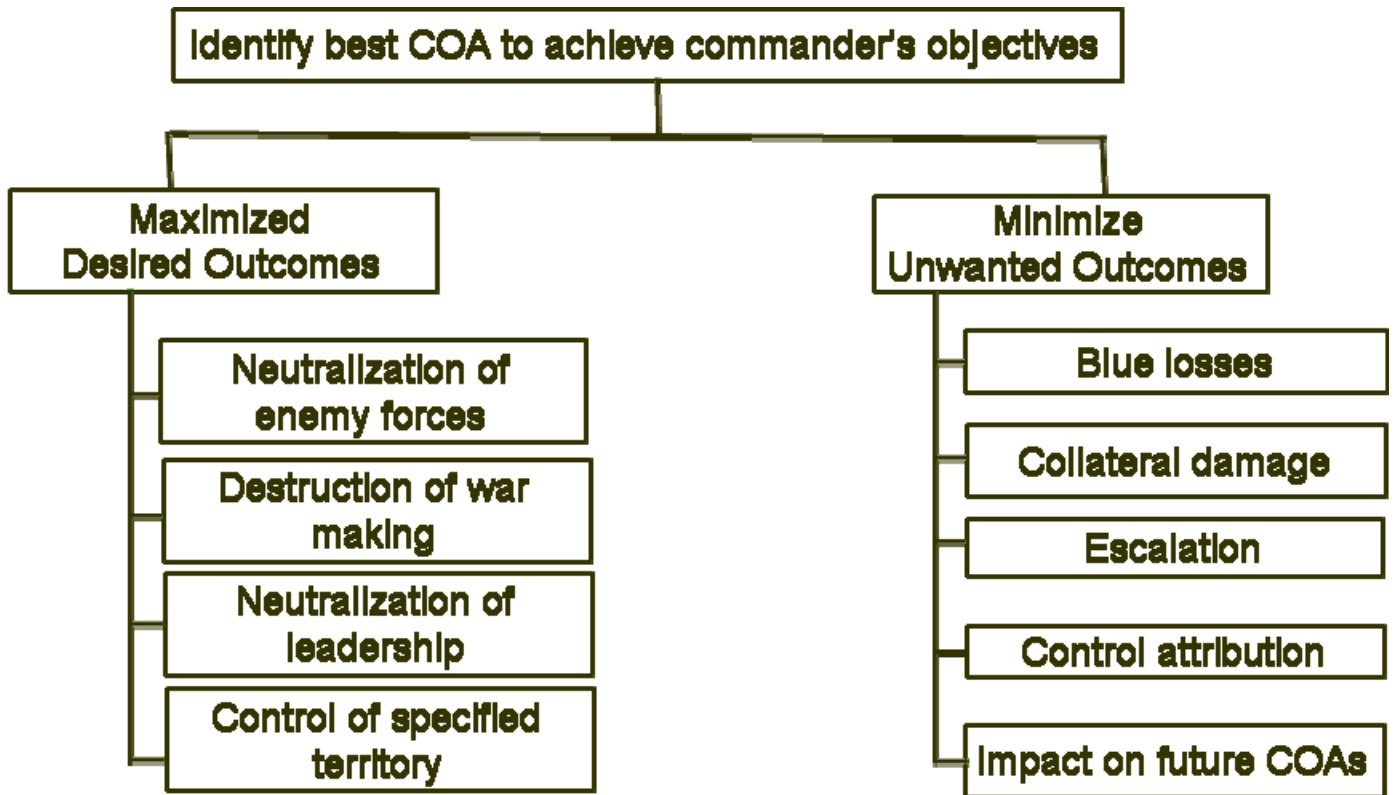 Identify best COA to achieve commander's objectives
Maximized
Desired Outcomes
Neutralization of
enemy forces
Destruction of war
making
Neutralization of
leadership
Control of specified
territory
Minimize
Unwanted Outcomes
Blue losses
Collateral damage
Escalation
Control attribution
Impact on future COAs